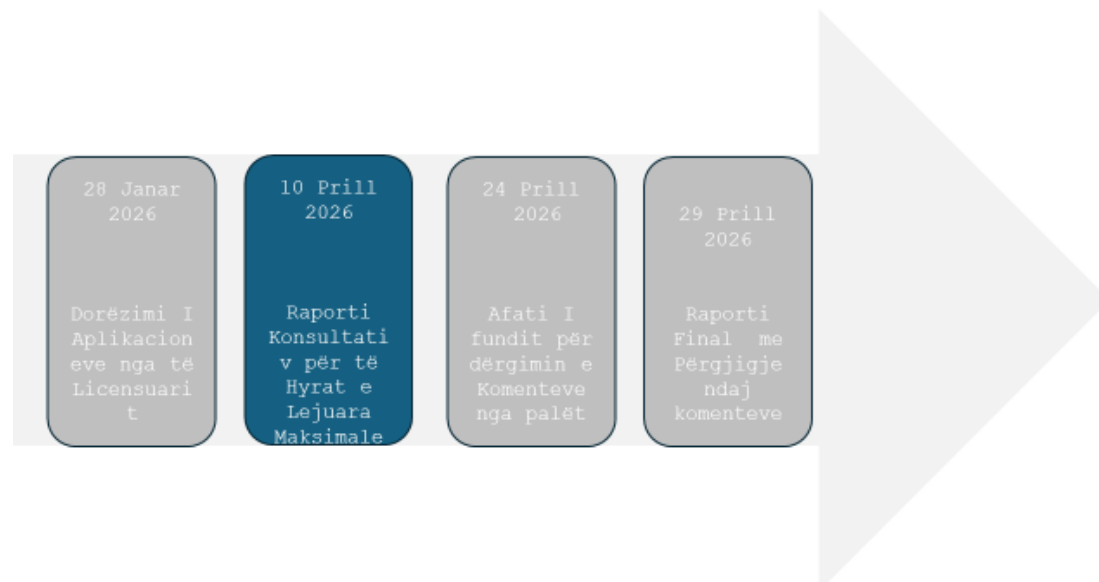 28 Janar
2026
Dorëzimi I
Aplikacion
eve nga të
Licensuari
t
10 Prill
2026
Raporti
Konsultati
v për të
Hyrat e
Lejuara
Maksimale
24 Prill
2026
Afati I
fundit për
dërgimin e
Komenteve
nga palët
29 Prill
2026
Raporti
Final me
Përgjigje
ndaj
komenteve